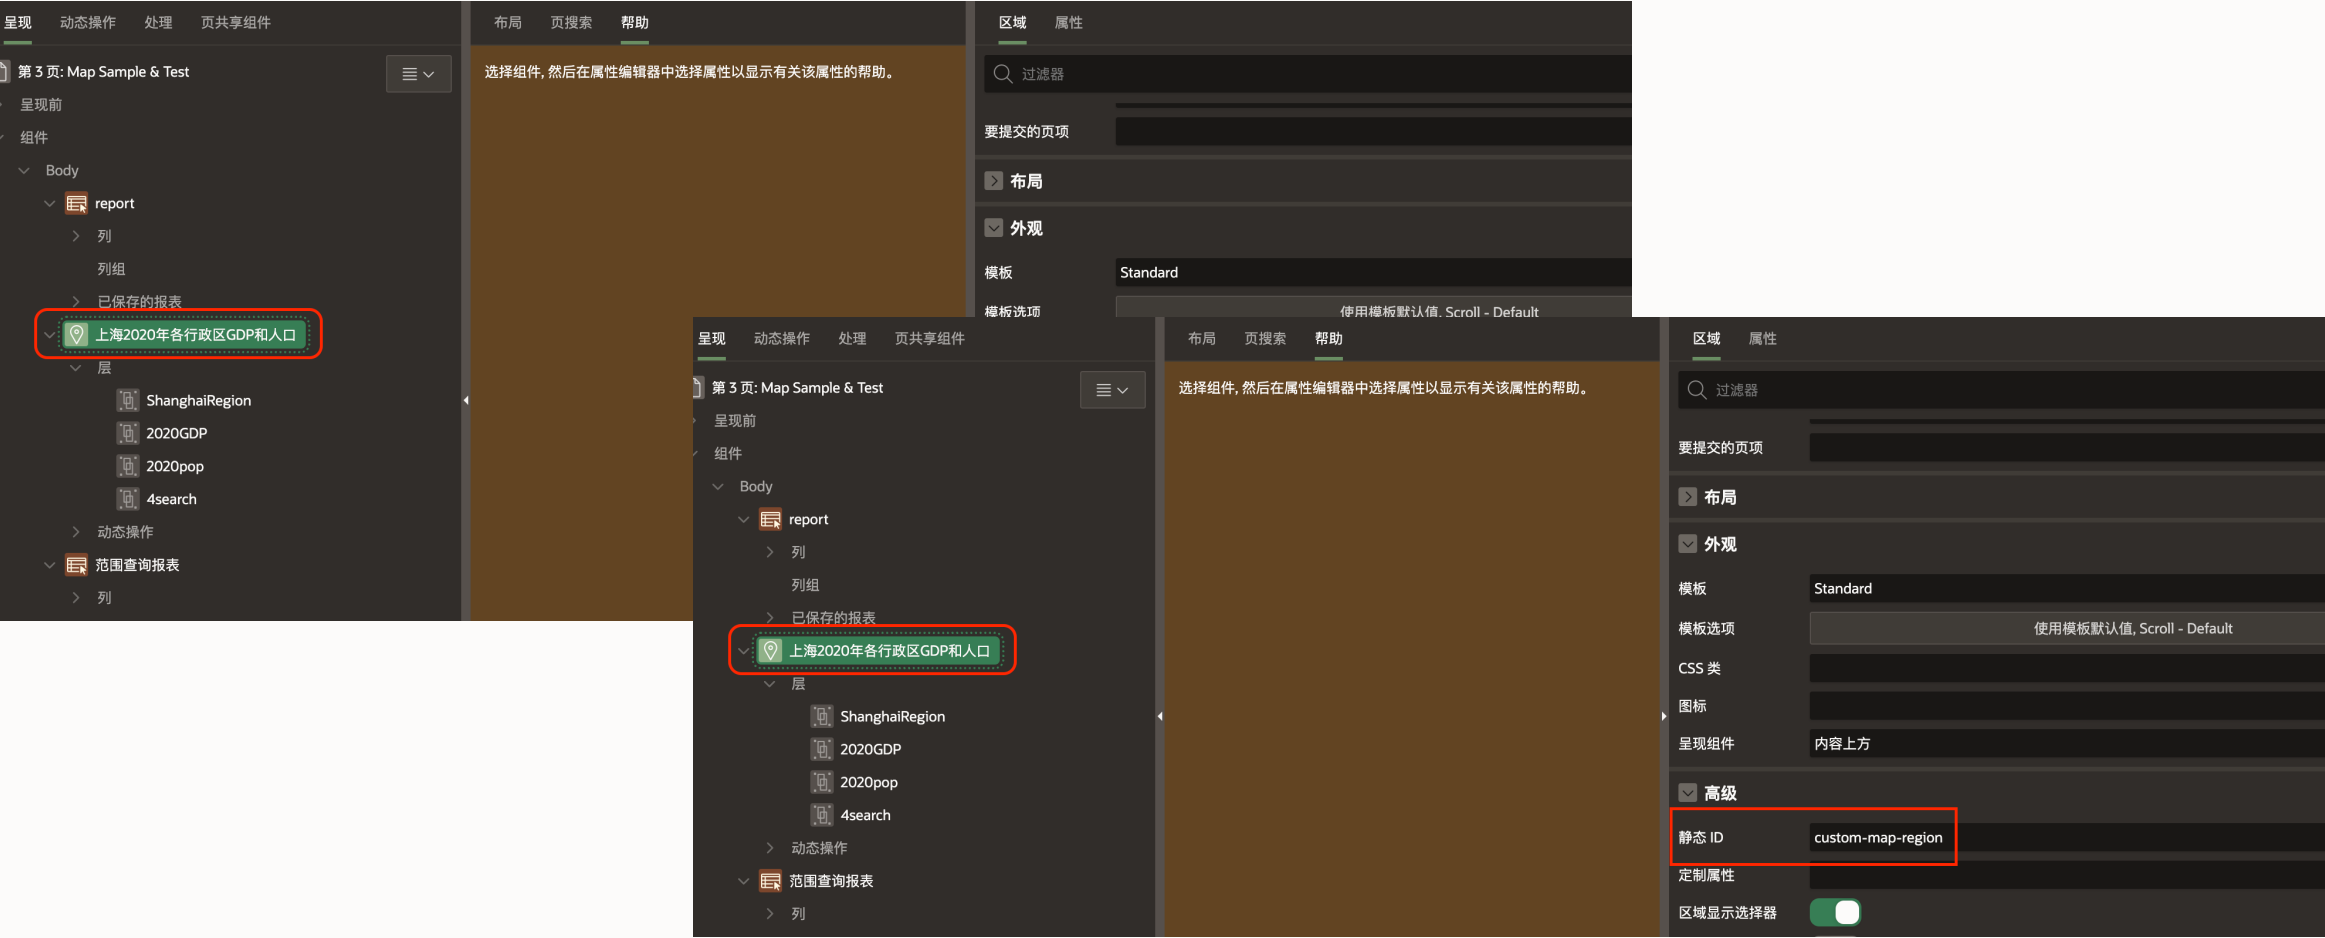 呈现 动态操作 处理 页共享组件
第 3 页: Map Sample & Test
呈现前
组件
Body
report
列
列组
已保存的报表
上海2020年各行政区GDP和人口
层
ShanghaiRegion
2020GDP
2020pop
4search
动态操作
范围查询报表
列
布局 页搜索 帮助
选择组件, 然后在属性编辑器中选择属性以显示有关该属性的帮助。
区域 属性
过滤器
要提交的页项
布局
外观
模板 Standard
模板选项 使用模板默认值, Scroll - Default
呈现 动态操作 处理 页共享组件
第 3 页: Map Sample & Test
呈现前
组件
Body
report
列
列组
已保存的报表
上海2020年各行政区GDP和人口
层
ShanghaiRegion
2020GDP
2020pop
4search
动态操作
范围查询报表
列
布局 页搜索 帮助
选择组件, 然后在属性编辑器中选择属性以显示有关该属性的帮助。
区域 属性
过滤器
要提交的页项
布局
外观
模板 Standard
模板选项 使用模板默认值, Scroll - Default
CSS 类
图标
呈现组件 内容上方
高级
静态 ID custom-map-region
定制属性
区域显示选择器